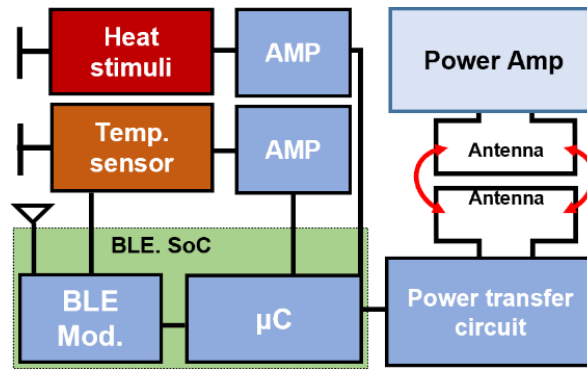 Heat
stimuli
AMP
Power Amp
Temp.
sensor
AMP
Antenna
Antenna
BLE. SoC
BLE
Mod.
µC
Power transfer
circuit